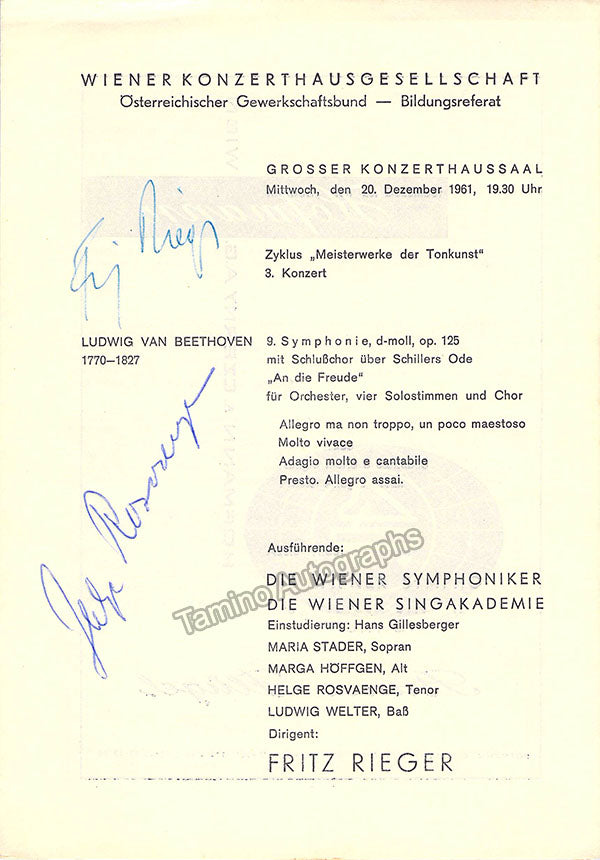 WIENER KONZERTHAUSGESELLSCHAFT
Österreichischer Gewerkschaftsbund — Bildungsreferat
GROSSER KONZERTHAUSSAAL
Mittwoch, den 20. Dezember 1961, 19.30 Uhr
Zyklus „Meisterwerke der Tonkunst"
3. Konzert
Fritz Rieger
LUDWIG VAN BEETHOVEN
1770—1827
9. Symphonie, d-moll, op. 125
mit Schlußchor über Schillers Ode
„An die Freude"
für Orchester, vier Solostimmen und Chor
Allegro ma non troppo, un poco maestoso
Molto vivace
Adagio molto e cantabile
Presto. Allegro assai.
Helge Rosvaenge
Ausführende:
DIE WIENER SYMPHONIKER
DIE WIENER SINGAKADEMIE
Einstudierung: Hans Gillesberger
MARIA STADER, Sopran
MARGA HÖFFGEN, Alt
HELGE ROSVAENGE, Tenor
LUDWIG WELTER, Baß
Dirigent:
FRITZ RIEGER
Tamino Autographs